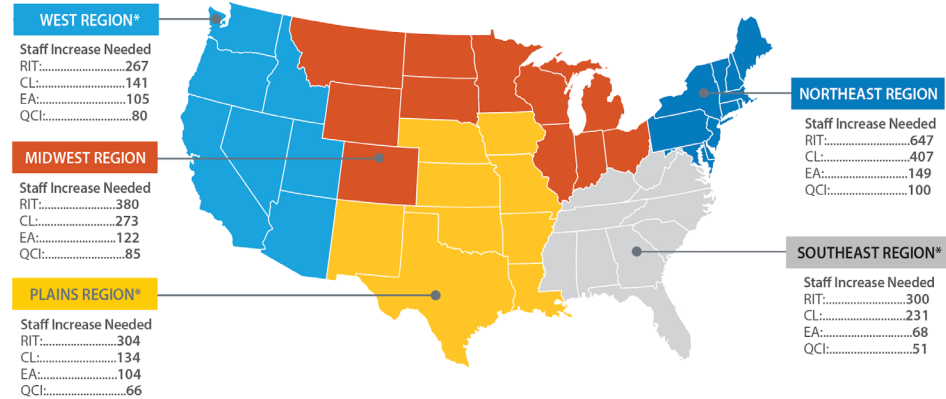 WEST REGION*
Staff Increase Needed
RIT:..........................267
CL:...........................141
EA:...........................105
QCI:..........................80
MIDWEST REGION
Staff Increase Needed
RIT:..........................380
CL:...........................273
EA:...........................122
QCI:..........................85
PLAINS REGION*
Staff Increase Needed
RIT:..........................304
CL:...........................134
EA:...........................104
QCI:..........................66
NORTHEAST REGION
Staff Increase Needed
RIT:..........................647
CL:...........................407
EA:...........................149
QCI:..........................100
SOUTHEAST REGION*
Staff Increase Needed
RIT:..........................300
CL:...........................231
EA:...........................68
QCI:..........................51